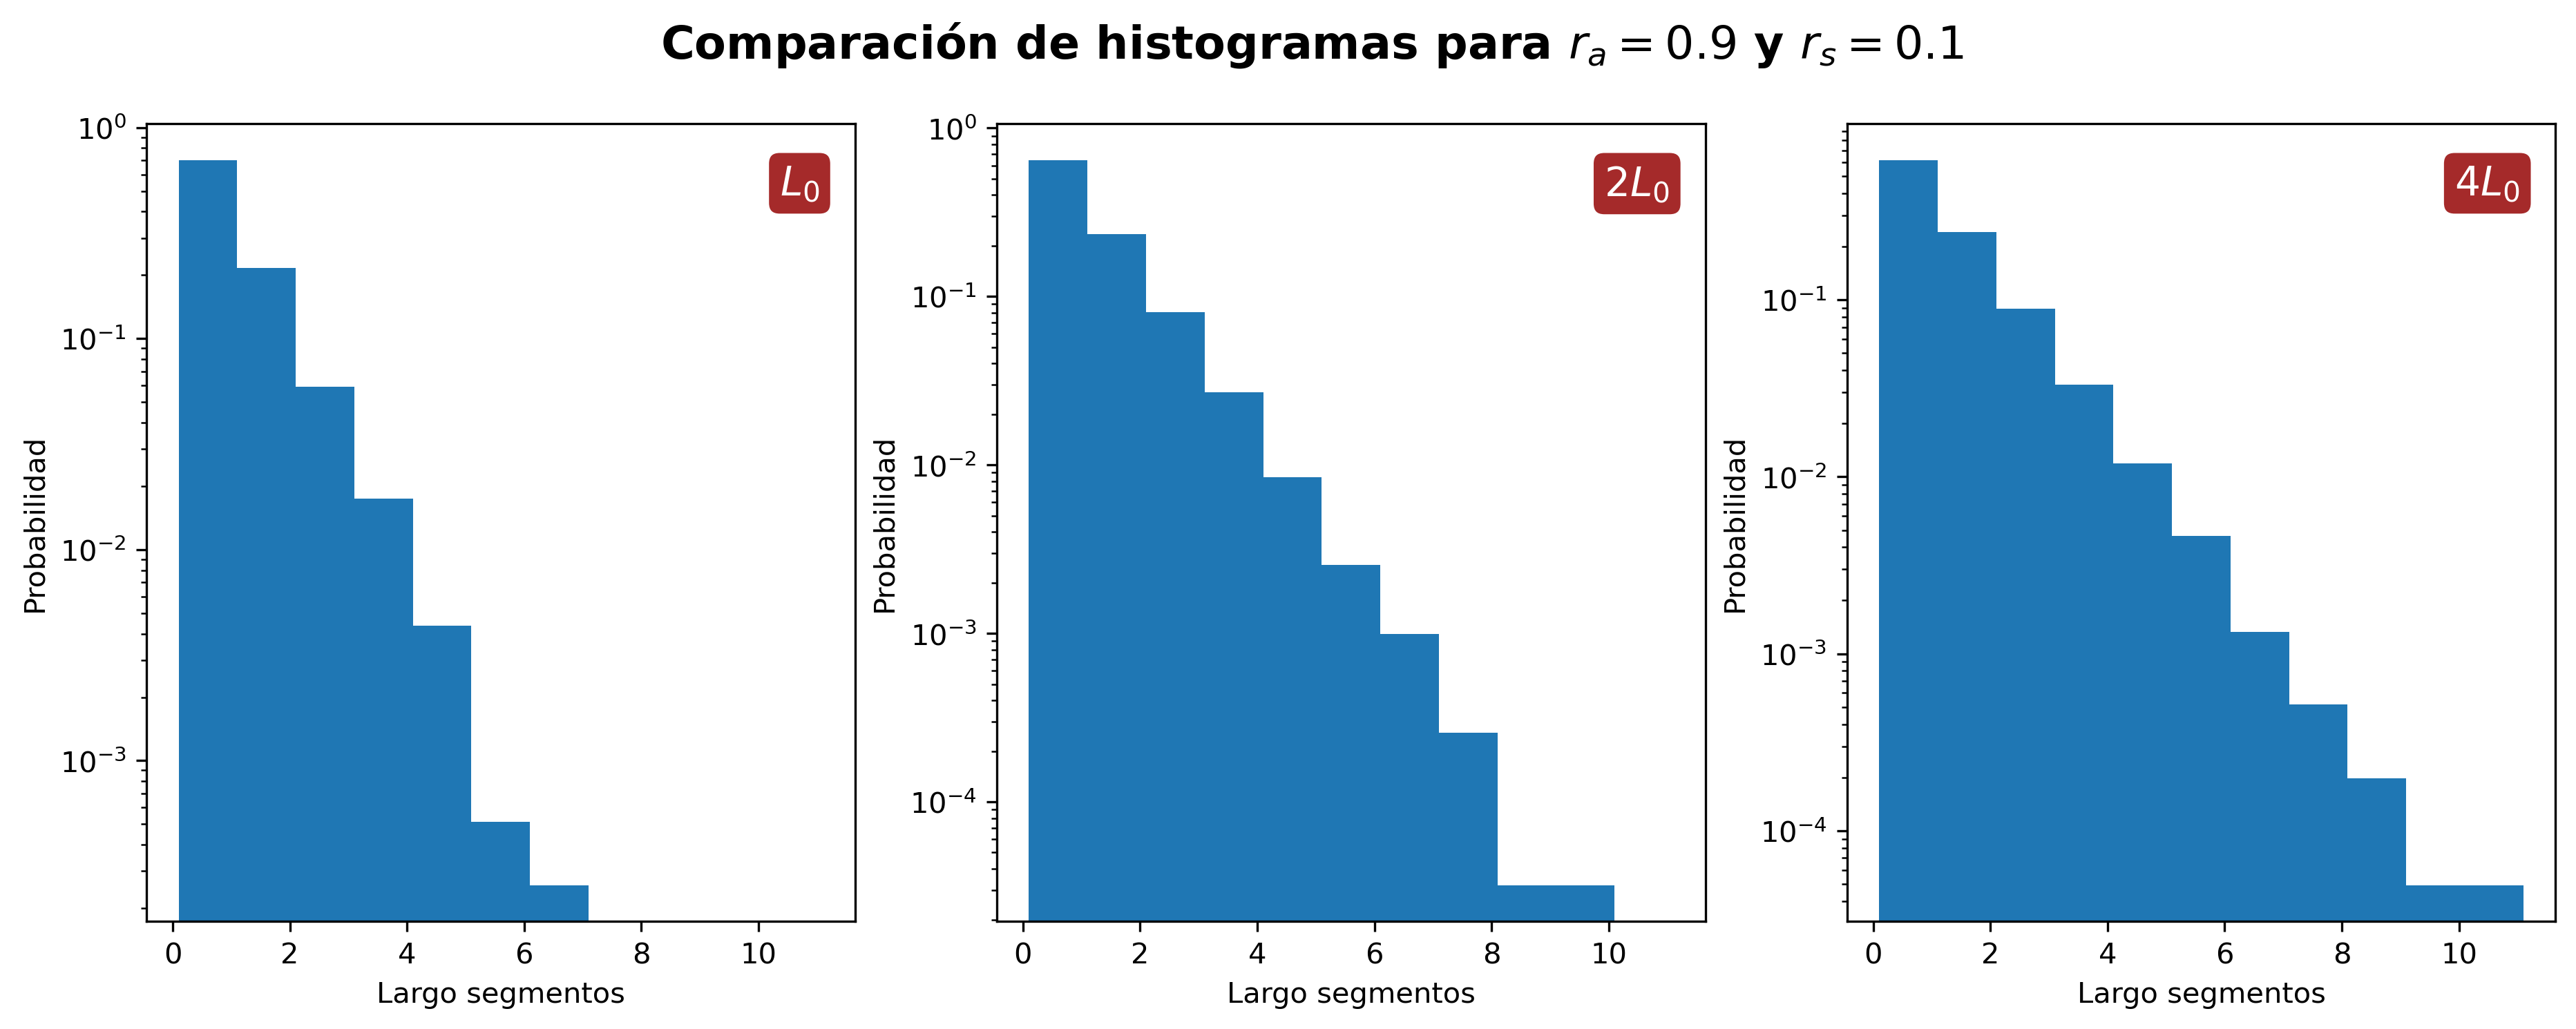 Comparación de histogramas para r_a = 0.9 y r_s = 0.1
L_0
10^0
10^{-1}
10^{-2}
10^{-3}
Probabilidad
0 2 4 6 8 10
Largo segmentos
2L_0
10^0
10^{-1}
10^{-2}
10^{-3}
10^{-4}
Probabilidad
0 2 4 6 8 10
Largo segmentos
4L_0
10^{-1}
10^{-2}
10^{-3}
10^{-4}
Probabilidad
0 2 4 6 8 10
Largo segmentos